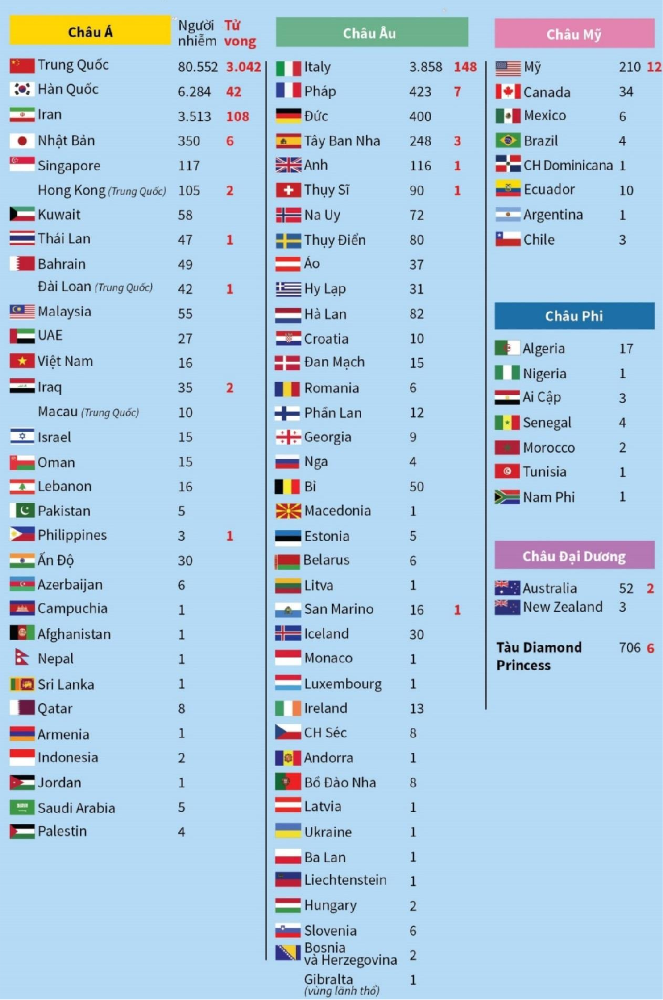 Châu Á
Người nhiễm
Tử vong
Trung Quốc 80.552 3.042
Hàn Quốc 6.284 42
Iran 3.513 108
Nhật Bản 350 6
Singapore 117
Hong Kong (Trung Quốc) 105 2
Kuwait 58
Thái Lan 47 1
Bahrain 49
Đài Loan (Trung Quốc) 42 1
Malaysia 55
UAE 27
Việt Nam 16
Iraq 35 2
Macau (Trung Quốc) 10
Israel 15
Oman 15
Lebanon 16
Pakistan 5
Philippines 3 1
Ấn Độ 30
Azerbaijan 6
Campuchia 1
Afghanistan 1
Nepal 1
Sri Lanka 1
Qatar 8
Armenia 1
Indonesia 2
Jordan 1
Saudi Arabia 5
Palestin 4
Châu Âu
Italy 3.858 148
Pháp 423 7
Đức 400
Tây Ban Nha 248 3
Anh 116 1
Thụy Sĩ 90 1
Na Uy 72
Thụy Điển 80
Áo 37
Hy Lạp 31
Hà Lan 82
Croatia 10
Đan Mạch 15
Romania 6
Phần Lan 12
Georgia 9
Nga 4
Bỉ 50
Macedonia 1
Estonia 5
Belarus 6
Litva 1
San Marino 16 1
Iceland 30
Monaco 1
Luxembourg 1
Ireland 13
CH Séc 8
Andorra 1
Bồ Đào Nha 8
Latvia 1
Ukraine 1
Ba Lan 1
Liechtenstein 1
Hungary 2
Slovenia 6
Bosnia
và Herzegovina 2
Gibralta 1
(vùng lãnh thổ)
Châu Mỹ
Mỹ 210 12
Canada 34
Mexico 6
Brazil 4
CH Dominicana 1
Ecuador 10
Argentina 1
Chile 3
Châu Phi
Algeria 17
Nigeria 1
Ai Cập 3
Senegal 4
Morocco 2
Tunisia 1
Nam Phi 1
Châu Đại Dương
Australia 52 2
New Zealand 3
Tàu Diamond 706 6
Princess